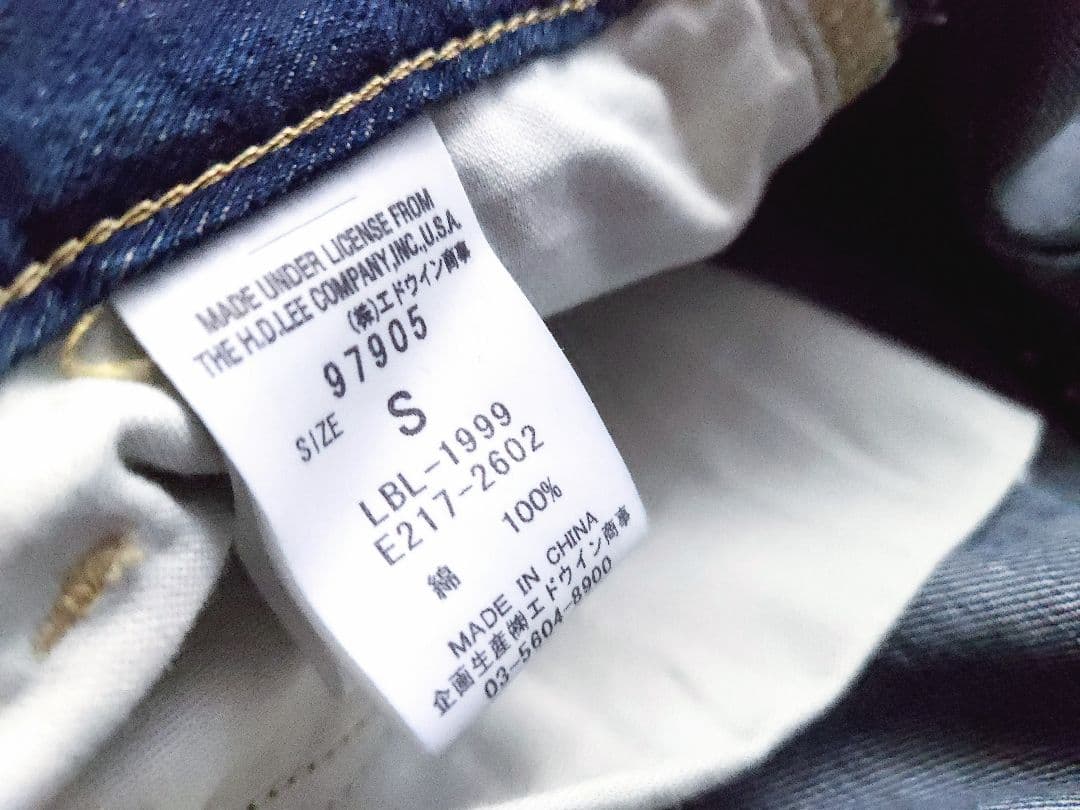 MADE UNDER LICENSE FROM
THE H.D.LEE COMPANY,INC.,U.S.A.
(株)エドウイン商事
97905
SIZE S
LBL-1999
E217-2602
綿 100%
MADE IN CHINA
企画生産㈱エドウイン商事
03-5604-8900